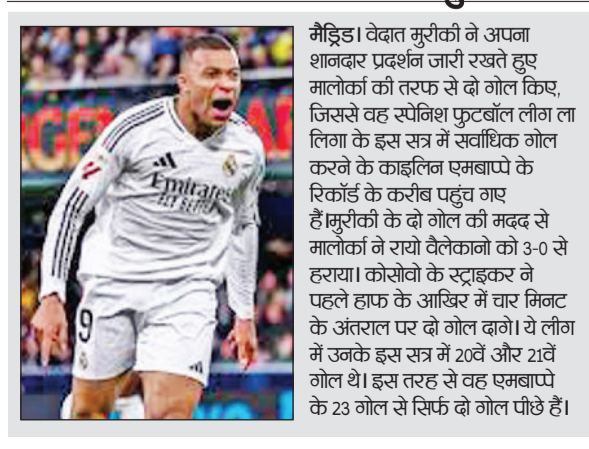 मैड्रिड। वेदात मुरीकी ने अपना
शानदार प्रदर्शन जारी रखते हुए
मालोर्का की तरफ से दो गोल किए,
जिससे वह स्पेनिश फुटबॉल लीग ला
लिगा के इस सत्र में सर्वाधिक गोल
करने के काइलिन एमबाप्पे के
रिकॉर्ड के करीब पहुंच गए
हैं।मुरीकी के दो गोल की मदद से
मालोर्का ने रायो वैलेकानो को 3-0 से
हराया। कोसोवो के स्ट्राइकर ने
पहले हाफ के आखिर में चार मिनट
के अंतराल पर दो गोल दागे। ये लीग
में उनके इस सत्र में 20वें और 21वें
गोल थे। इस तरह से वह एमबाप्पे
के 23 गोल से सिर्फ दो गोल पीछे हैं।
Emirates
FLY BETTER
9